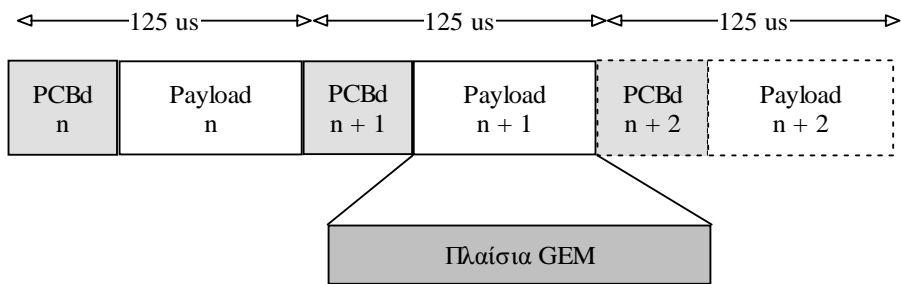 125 us 125 us 125 us
PCBd Payload PCBd Payload PCBd Payload
n n n + 1 n + 1 n + 2 n + 2
Πλαίσια GEM